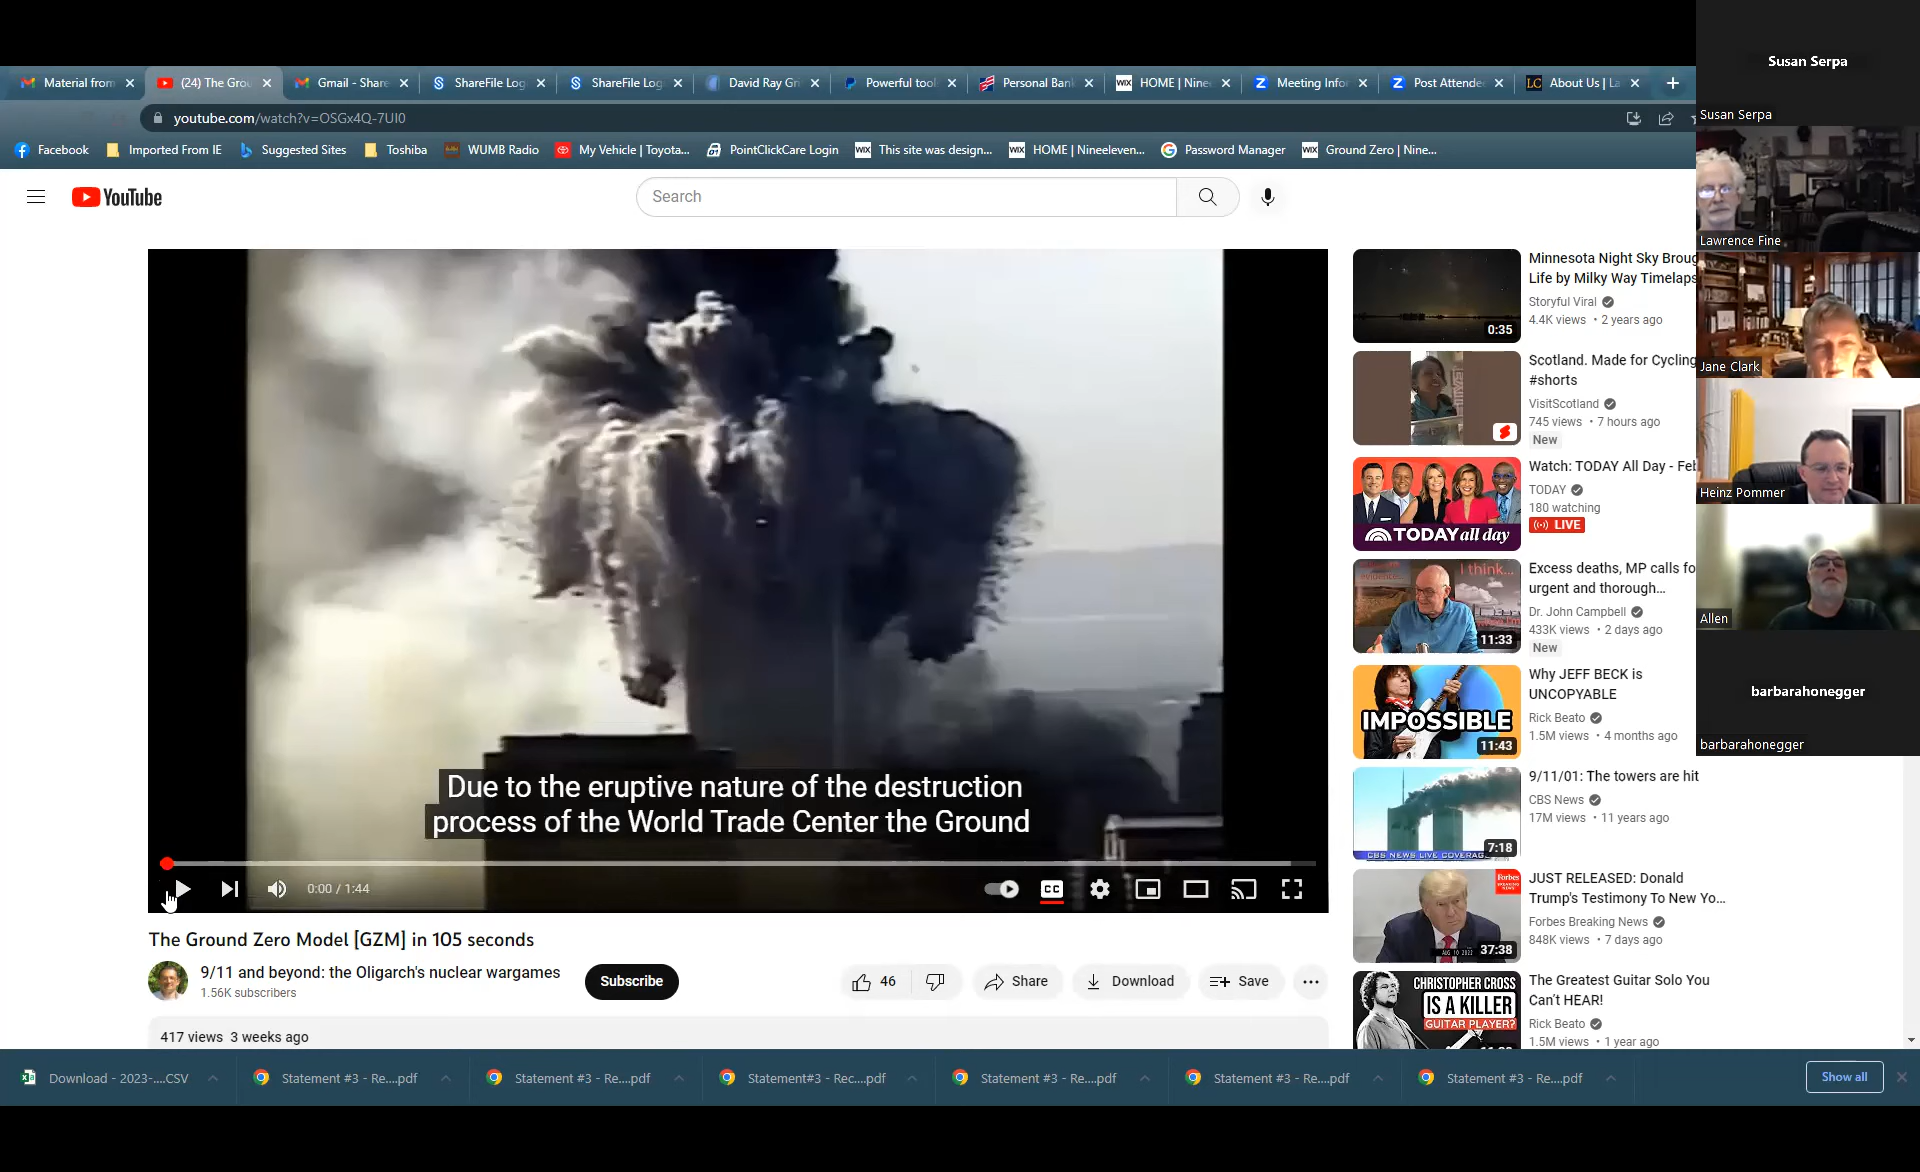 Material from
(24) The Grou
Gmail - Share
ShareFile Log
ShareFile Log
David Ray Gri
Powerful tool
Personal Bank
WIX HOME | Nine
Z Meeting Infor
Z Post Attende
LC About Us | La
youtube.com/watch?v=OSGx4Q-7UI0
Facebook
Imported From IE
Suggested Sites
Toshiba
WUMB Radio
My Vehicle | Toyota...
PointClickCare Login
WIX This site was design...
WIX HOME | Nineeleven...
Password Manager
WIX Ground Zero | Nine...
YouTube
Search
Due to the eruptive nature of the destruction
process of the World Trade Center the Ground
0:00 / 1:44
CC
The Ground Zero Model [GZM] in 105 seconds
9/11 and beyond: the Oligarch's nuclear wargames
1.56K subscribers
Subscribe
46
Share
Download
Save
417 views 3 weeks ago
Minnesota Night Sky Broug
Life by Milky Way Timelaps
Storyful Viral
4.4K views • 2 years ago
0:35
Scotland. Made for Cycling
#shorts
VisitScotland
745 views • 7 hours ago
New
Watch: TODAY All Day - Feb
TODAY
180 watching
LIVE
TODAY all day
Excess deaths, MP calls fo
urgent and thorough...
Dr. John Campbell
433K views • 2 days ago
New
I think...
11:33
Why JEFF BECK is
UNCOPYABLE
Rick Beato
1.5M views • 4 months ago
IMPOSSIBLE
11:43
9/11/01: The towers are hit
CBS News
17M views • 11 years ago
7:18
CBS NEWS LIVE COVERAGE
JUST RELEASED: Donald
Trump's Testimony To New Yo...
Forbes Breaking News
848K views • 7 days ago
Forbes
37:38
The Greatest Guitar Solo You
Can't HEAR!
Rick Beato
1.5M views • 1 year ago
CHRISTOPHER CROSS
IS A KILLER
GUITAR PLAYER?
Susan Serpa
Susan Serpa
Lawrence Fine
Jane Clark
Heinz Pommer
Allen
barbarahonegger
barbarahonegger
Download - 2023-....CSV
Statement #3 - Re....pdf
Statement #3 - Re....pdf
Statement#3 - Rec....pdf
Statement #3 - Re....pdf
Statement #3 - Re....pdf
Statement #3 - Re....pdf
Show all